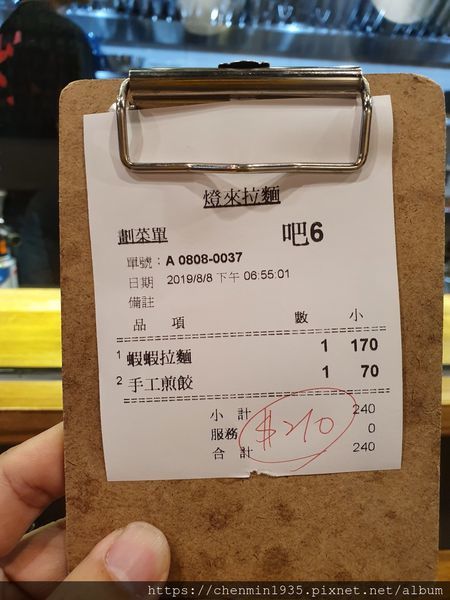 燈來拉麵
劃菜單 吧6
單號：A 0808-0037
日期 2019/8/8 下午 06:55:01
備註
品 項 數 小
1 蝦蝦拉麵 1 170
2 手工煎餃 1 70
小 計 240
服務 0
合 計 240
$210
https://chenmin1935.pixnet.net/album